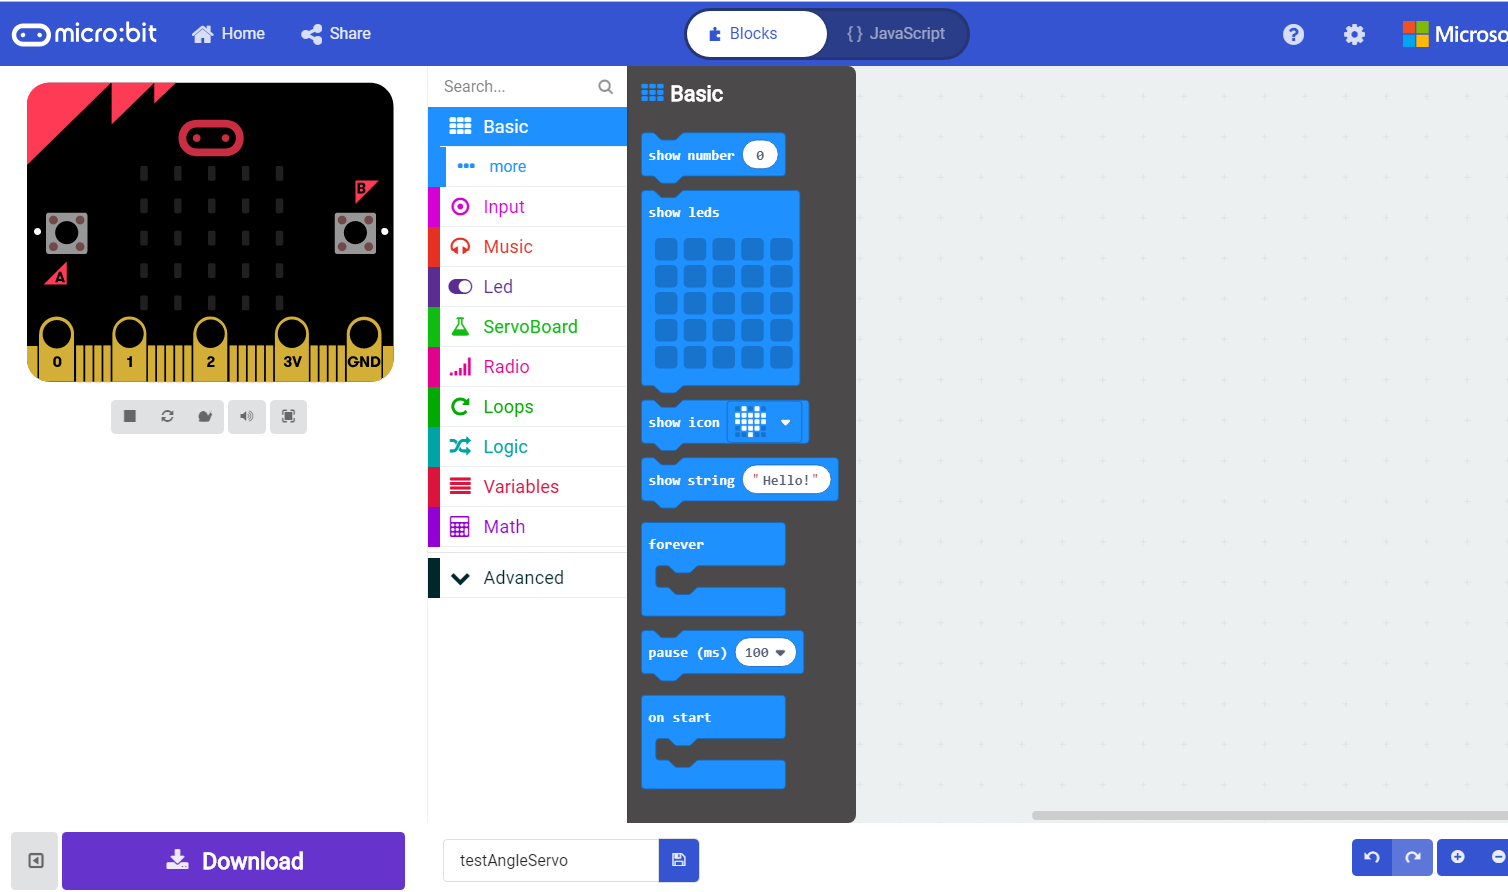 micro:bit
Home
Share
Blocks
{ } JavaScript
?
Microso
B
A
0 1 2 3V GND
Download
Search...
Basic
more
Input
Music
Led
ServoBoard
Radio
Loops
Logic
Variables
Math
Advanced
Basic
show number 0
show leds
show icon
show string "Hello!"
forever
pause (ms) 100
on start
testAngleServo